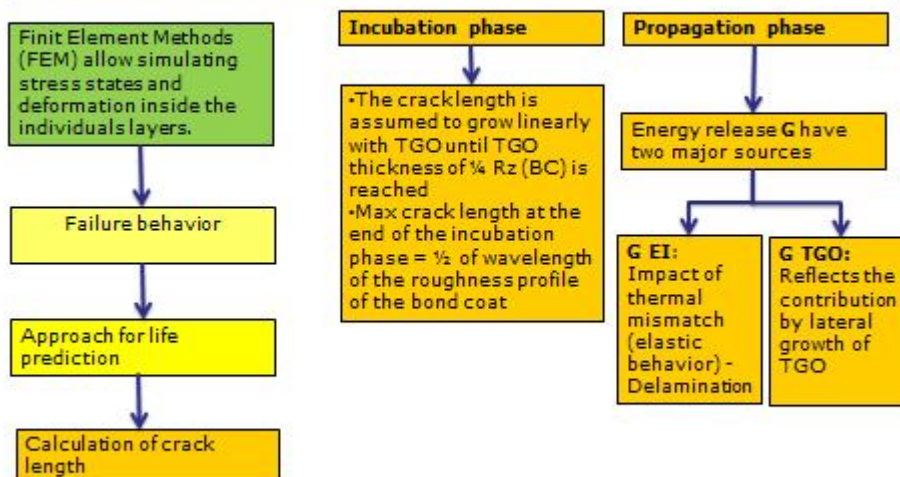 Finit Element Methods
(FEM) allow simulating
stress states and
deformation inside the
individuals layers.
Failure behavior
Approach for life
prediction
Calculation of crack
length
Incubation phase
•The crack length is
assumed to grow linearly
with TGO until TGO
thickness of ¼ Rz (BC) is
reached
•Max crack length at the
end of the incubation
phase = ½ of wavelength
of the roughness profile
of the bond coat
Propagation phase
Energy release G have
two major sources
G EI:
Impact of
thermal
mismatch
(elastic
behavior) -
Delamination
G TGO:
Reflects the
contribution
by lateral
growth of
TGO